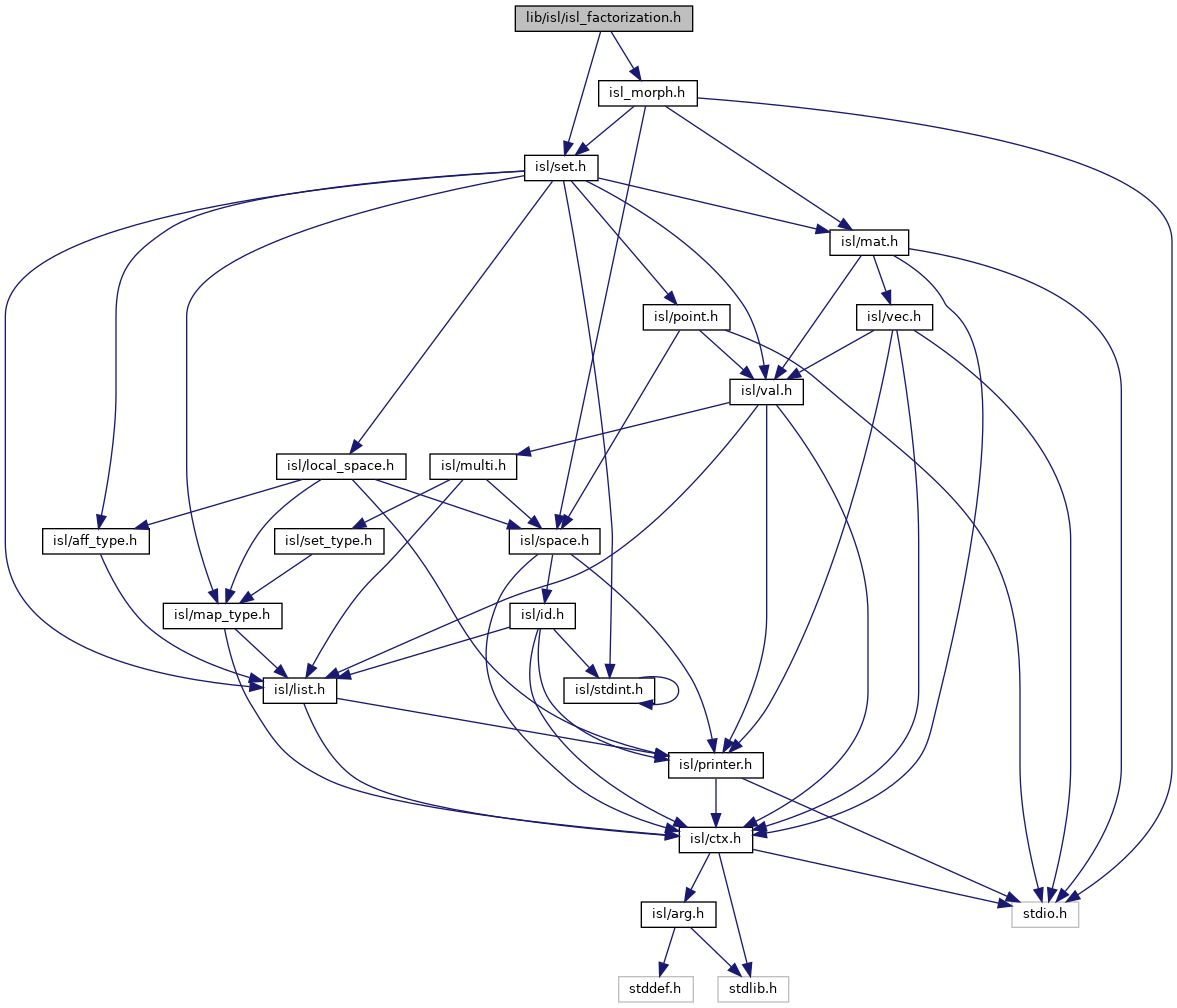 lib/isl/isl_factorization.h
isl_morph.h
isl/set.h
isl/mat.h
isl/point.h
isl/vec.h
isl/val.h
isl/local_space.h
isl/multi.h
isl/aff_type.h
isl/set_type.h
isl/space.h
isl/map_type.h
isl/id.h
isl/list.h
isl/stdint.h
isl/printer.h
isl/ctx.h
isl/arg.h
stdio.h
stddef.h
stdlib.h